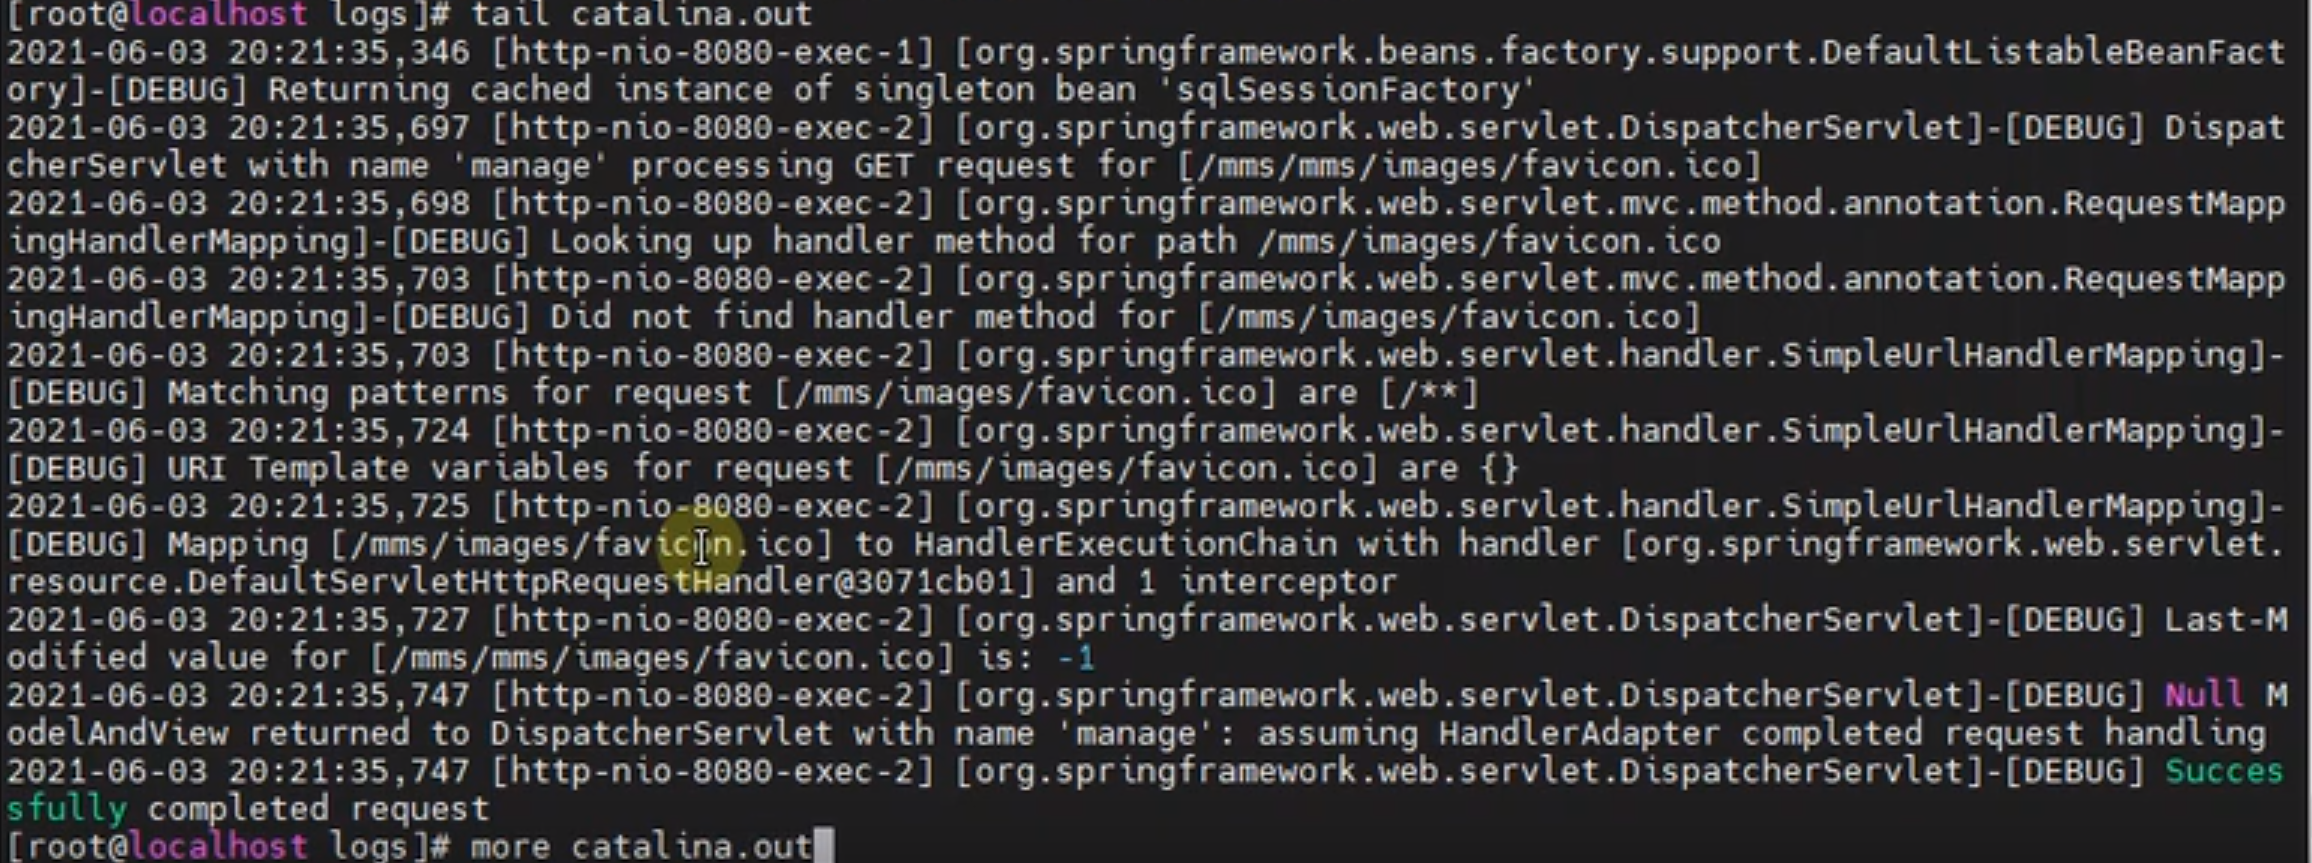 [root@localhost logs]# tail catalina.out
2021-06-03 20:21:35,346 [http-nio-8080-exec-1] [org.springframework.beans.factory.support.DefaultListableBeanFact
ory]-[DEBUG] Returning cached instance of singleton bean 'sqlSessionFactory'
2021-06-03 20:21:35,697 [http-nio-8080-exec-2] [org.springframework.web.servlet.DispatcherServlet]-[DEBUG] Dispat
cherServlet with name 'manage' processing GET request for [/mms/mms/images/favicon.ico]
2021-06-03 20:21:35,698 [http-nio-8080-exec-2] [org.springframework.web.servlet.mvc.method.annotation.RequestMapp
ingHandlerMapping]-[DEBUG] Looking up handler method for path /mms/images/favicon.ico
2021-06-03 20:21:35,703 [http-nio-8080-exec-2] [org.springframework.web.servlet.mvc.method.annotation.RequestMapp
ingHandlerMapping]-[DEBUG] Did not find handler method for [/mms/images/favicon.ico]
2021-06-03 20:21:35,703 [http-nio-8080-exec-2] [org.springframework.web.servlet.handler.SimpleUrlHandlerMapping]-
[DEBUG] Matching patterns for request [/mms/images/favicon.ico] are [/**]
2021-06-03 20:21:35,724 [http-nio-8080-exec-2] [org.springframework.web.servlet.handler.SimpleUrlHandlerMapping]-
[DEBUG] URI Template variables for request [/mms/images/favicon.ico] are {}
2021-06-03 20:21:35,725 [http-nio-8080-exec-2] [org.springframework.web.servlet.handler.SimpleUrlHandlerMapping]-
[DEBUG] Mapping [/mms/images/favicon.ico] to HandlerExecutionChain with handler [org.springframework.web.servlet.
resource.DefaultServletHttpRequestHandler@3071cb01] and 1 interceptor
2021-06-03 20:21:35,727 [http-nio-8080-exec-2] [org.springframework.web.servlet.DispatcherServlet]-[DEBUG] Last-M
odified value for [/mms/mms/images/favicon.ico] is: -1
2021-06-03 20:21:35,747 [http-nio-8080-exec-2] [org.springframework.web.servlet.DispatcherServlet]-[DEBUG] Null M
odelAndView returned to DispatcherServlet with name 'manage': assuming HandlerAdapter completed request handling
2021-06-03 20:21:35,747 [http-nio-8080-exec-2] [org.springframework.web.servlet.DispatcherServlet]-[DEBUG] Succes
sfully completed request
[root@localhost logs]# more catalina.out